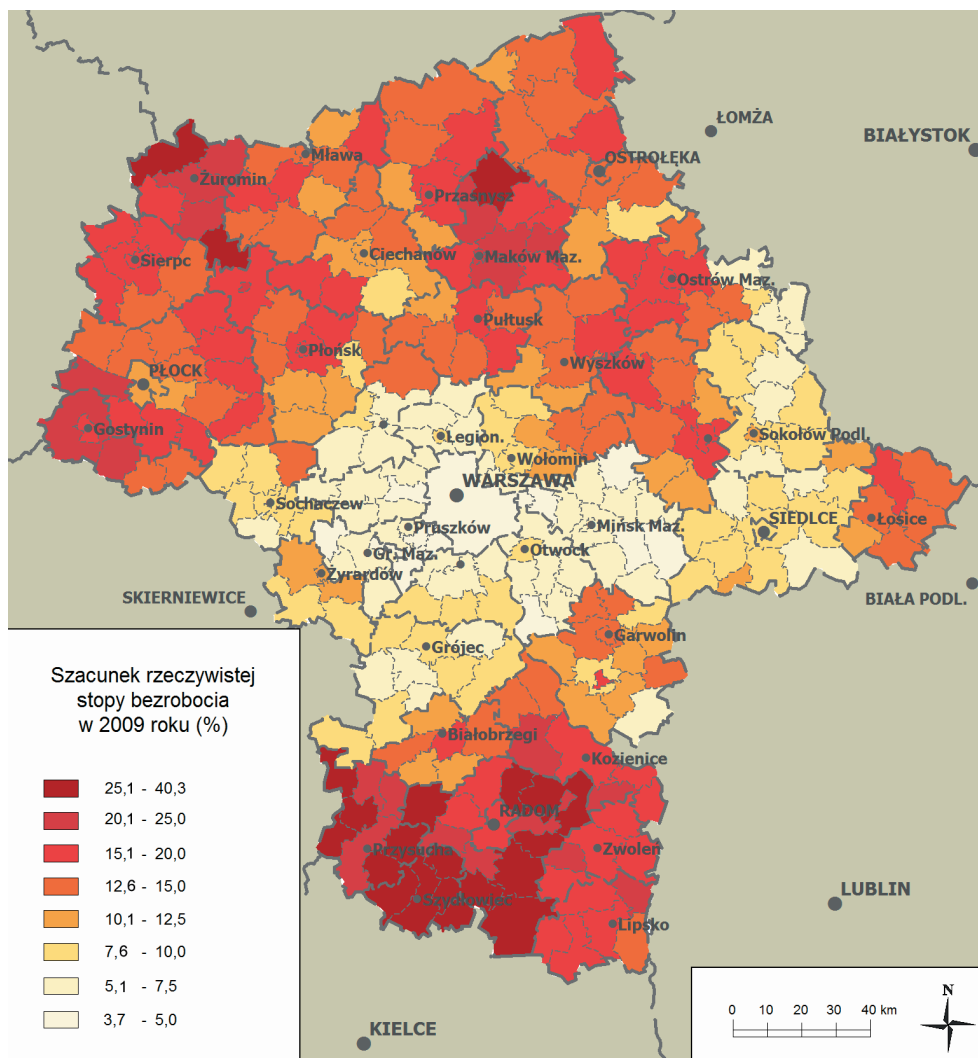 ŁOMŻA
BIAŁYSTOK
Mława
OSTROŁĘKA
Żuromin
Przasnysz
Ciechanów
Maków Maz.
Sierpc
Ostrów Maz.
Pułtusk
Płońsk
Wyszków
PŁOCK
Gostynin
Legion.
Sokołów Podl.
Wołomin
WARSZAWA
Sochaczew
SIEDLCE
Łosice
Pruszków
Mińsk Maz.
Gr. Maz.
Otwock
Żyrardów
SKIERNIEWICE
BIAŁA PODL.
Garwolin
Grójec
Szacunek rzeczywistej
stopy bezrobocia
w 2009 roku (%)
Białobrzegi
Kozienice
25,1 - 40,3
20,1 - 25,0
15,1 - 20,0
12,6 - 15,0
10,1 - 12,5
7,6 - 10,0
5,1 - 7,5
3,7 - 5,0
RADOM
Przysucha
Zwoleń
Szydłowiec
LUBLIN
Lipsko
KIELCE
N
0 10 20 30 40 km